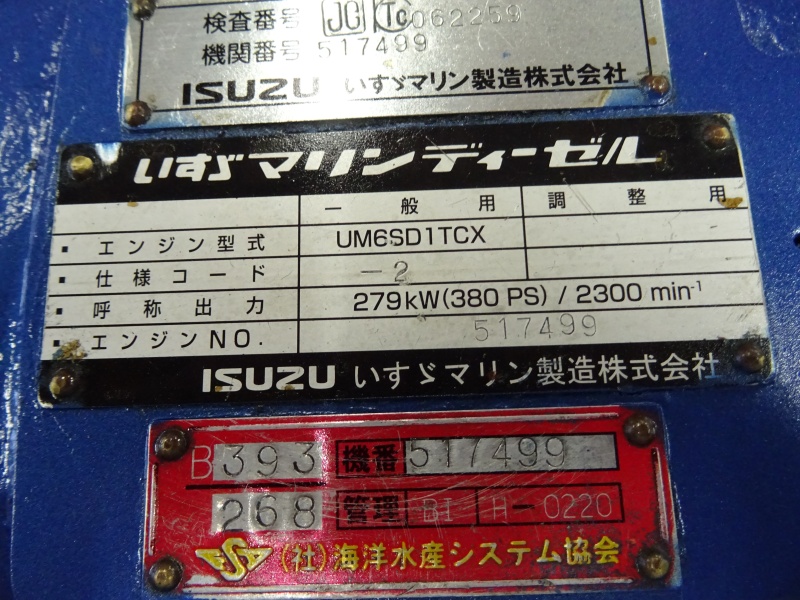 検査番号 JG KTC 062259
機関番号 517499
ISUZU いすゞマリン製造株式会社
いすゞマリンディーゼル
一般用 調整用
・エンジン型式 UM6SD1TCX
・仕様コード -2
・呼称出力 279kW(380 PS) / 2300 min-1
・エンジンNO. 517499
ISUZU いすゞマリン製造株式会社
B393 機番 517499
268 管理 BI H-0220
S (社)海洋水産システム協会